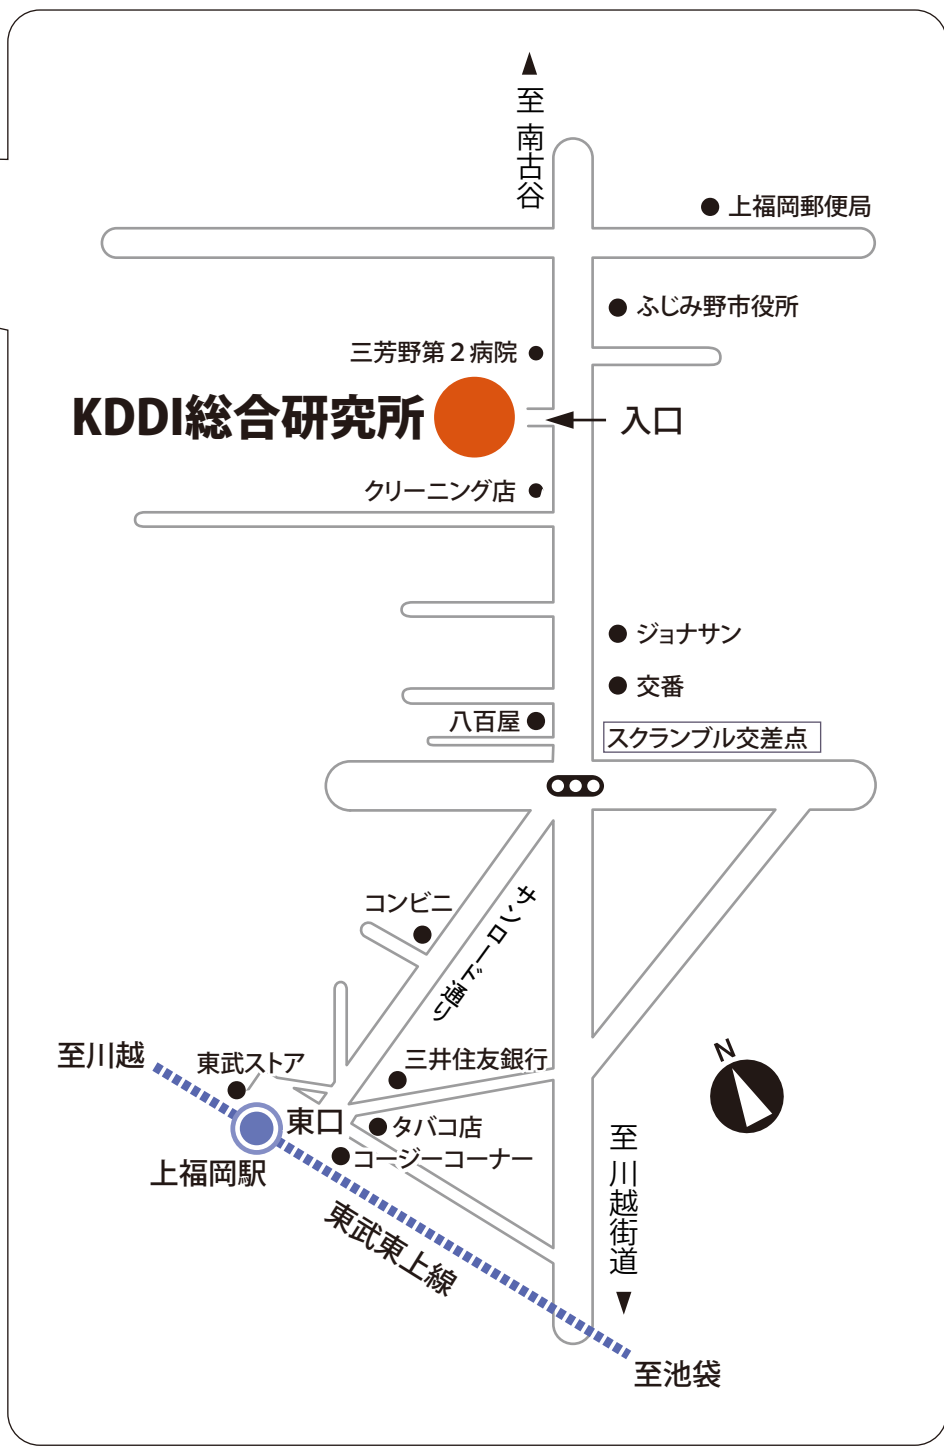 至 南古谷
上福岡郵便局
ふじみ野市役所
三芳野第2病院
KDDI総合研究所
入口
クリーニング店
ジョナサン
交番
八百屋
スクランブル交差点
コンビニ
サンロード通り
N
至川越
東武ストア
三井住友銀行
東口
タバコ店
コージーコーナー
上福岡駅
至 川越街道
東武東上線
至池袋